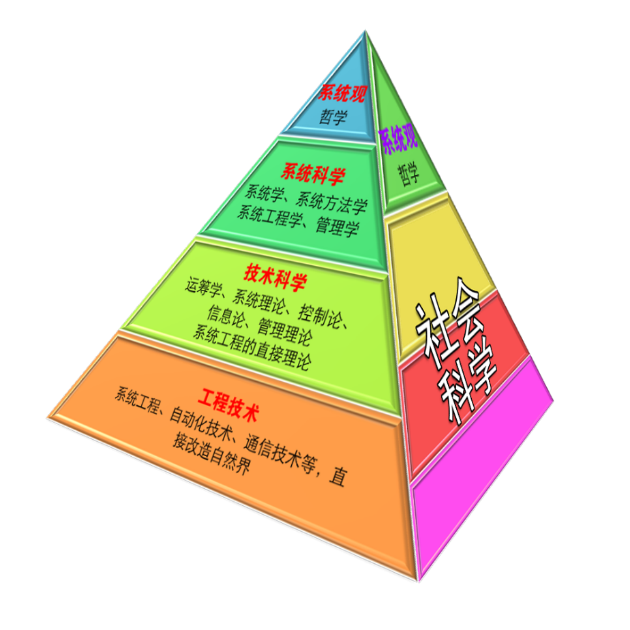 系统观
哲学
系统科学
系统学、系统方法学
系统工程学、管理学
技术科学
运筹学、系统理论、控制论、
信息论、管理理论
系统工程的直接理论
工程技术
系统工程、自动化技术、通信技术等，直
接改造自然界
系统观
哲学
社会
科学